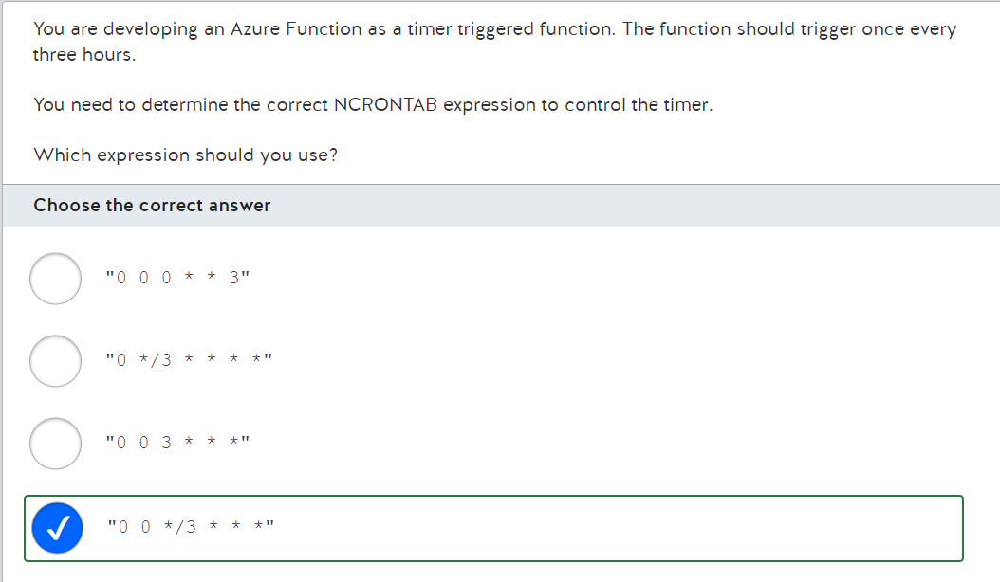 You are developing an Azure Function as a timer triggered function. The function should trigger once every
three hours.
You need to determine the correct NCRONTAB expression to control the timer.
Which expression should you use?
Choose the correct answer
"0 0 0 * * 3"
"0 */3 * * * *"
"0 0 3 * * *"
"0 0 */3 * * *"